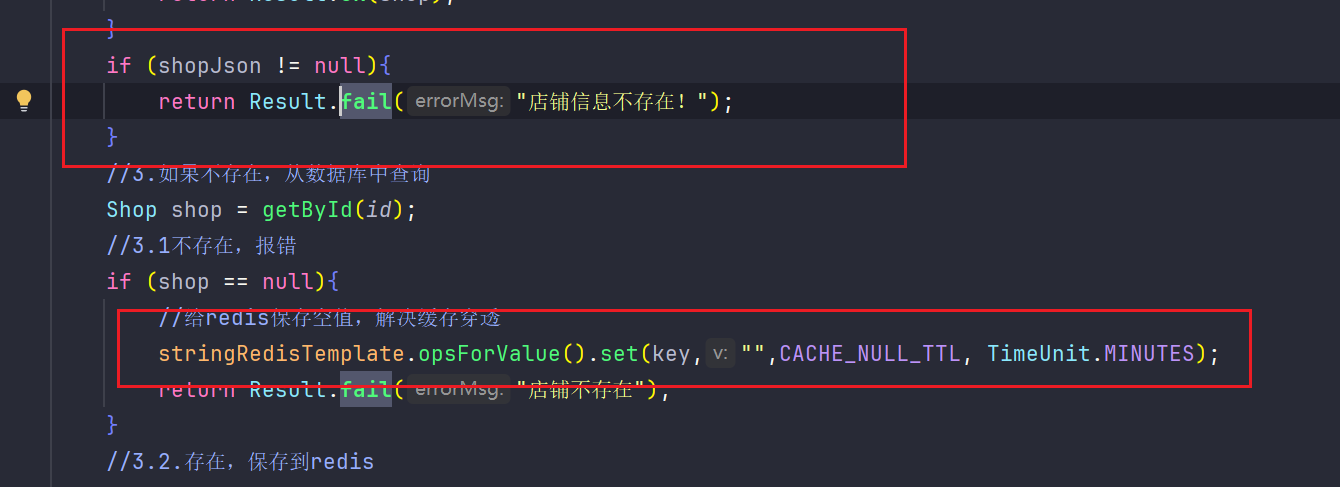 return Result.ok(shop);
}
if (shopJson != null){
return Result.fail( errorMsg: "店铺信息不存在！");
}
//3.如果不存在，从数据库中查询
Shop shop = getById(id);
//3.1不存在，报错
if (shop == null){
//给redis保存空值，解决缓存穿透
stringRedisTemplate.opsForValue().set(key, v: "",CACHE_NULL_TTL, TimeUnit.MINUTES);
return Result.fail( errorMsg: "店铺不存在");
}
//3.2.存在，保存到redis